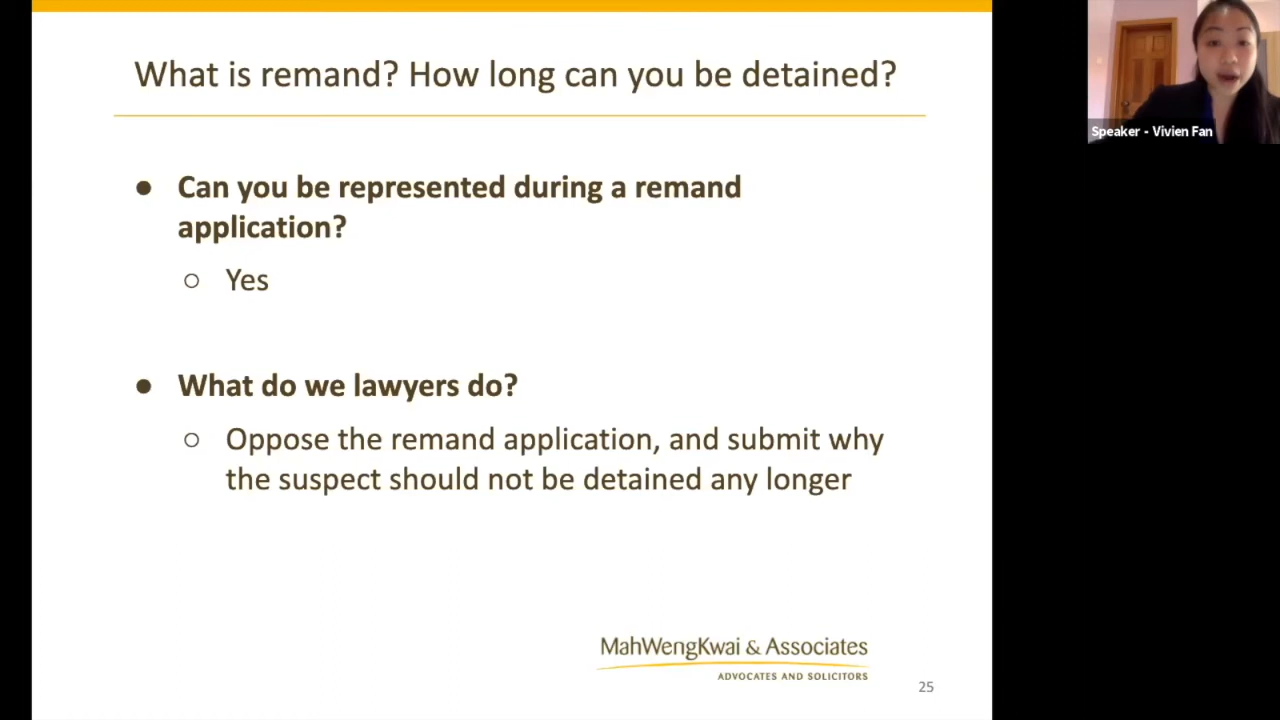 What is remand? How long can you be detained?
● Can you be represented during a remand
application?
○ Yes
● What do we lawyers do?
○ Oppose the remand application, and submit why
the suspect should not be detained any longer
MahWengKwai & Associates
ADVOCATES AND SOLICITORS
25
Speaker - Vivien Fan